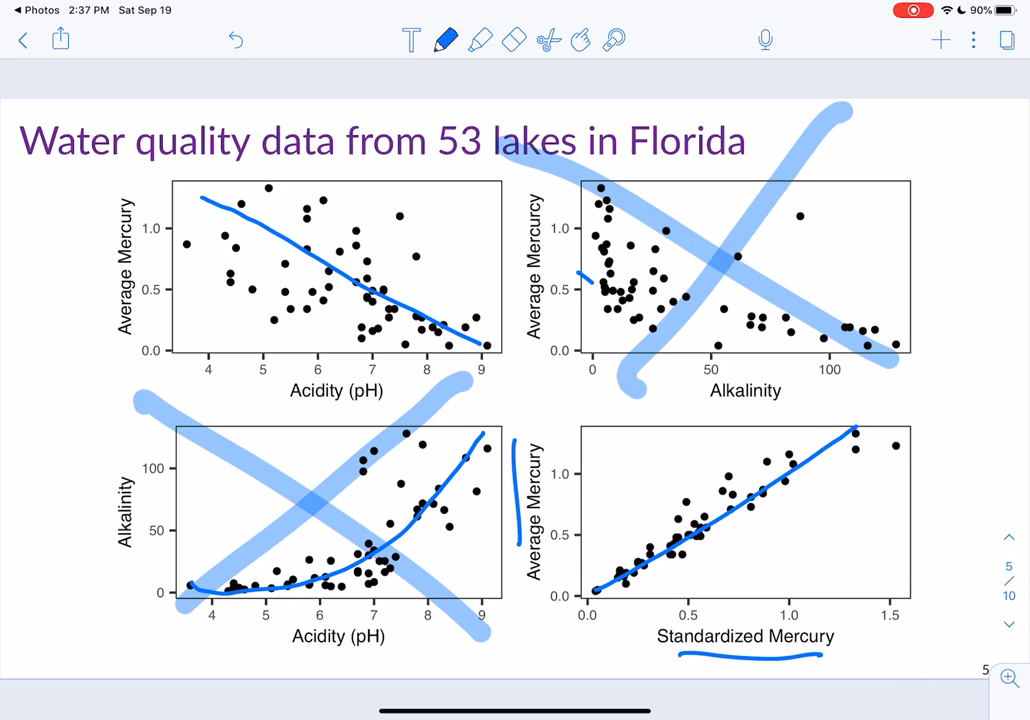 Photos 2:37 PM Sat Sep 19 90%
T
Water quality data from 53 lakes in Florida
Average Mercury
1.0
0.5
0.0
4 5 6 7 8 9
Acidity (pH)
Average Mercurcy
1.0
0.5
0.0
0 50 100
Alkalinity
Alkalinity
100
50
0
4 5 6 7 8 9
Acidity (pH)
Average Mercury
1.0
0.5
0.0
0.0 0.5 1.0 1.5
Standardized Mercury
5
/
10
5